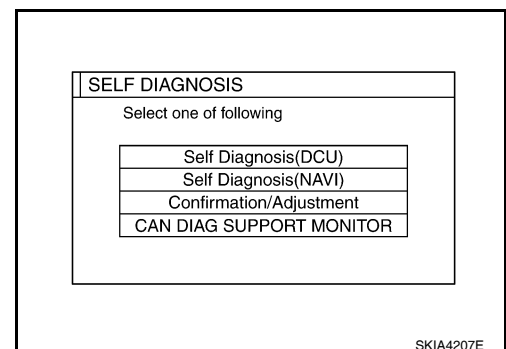 SELF DIAGNOSIS
Select one of following
Self Diagnosis(DCU)
Self Diagnosis(NAVI)
Confirmation/Adjustment
CAN DIAG SUPPORT MONITOR
SKIA4207E